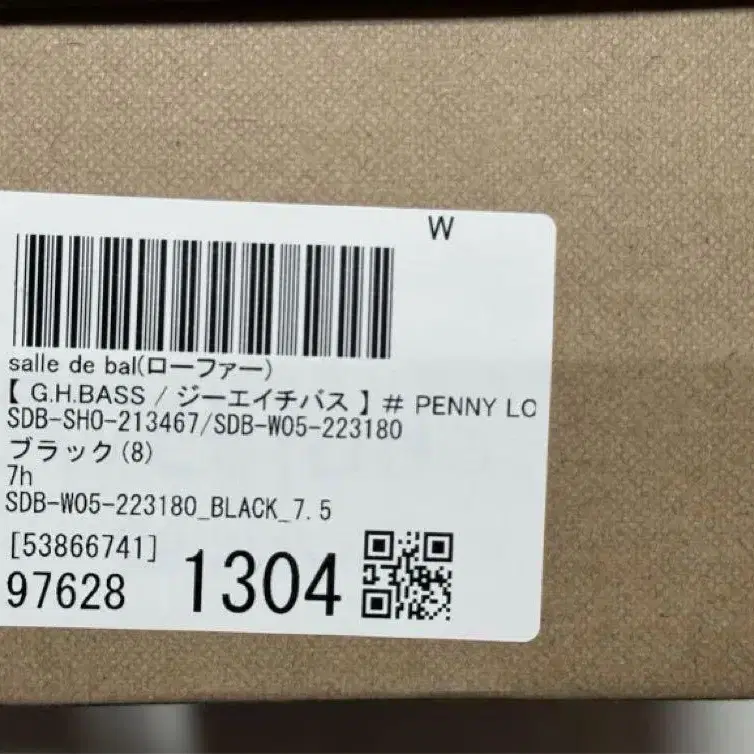 W
salle de bal(ローファー)
【 G.H.BASS / ジーエイチバス 】# PENNY LO
SDB-SHO-213467/SDB-W05-223180
ブラック(8)
7h
SDB-W05-223180_BLACK_7.5
[53866741]
97628 1304